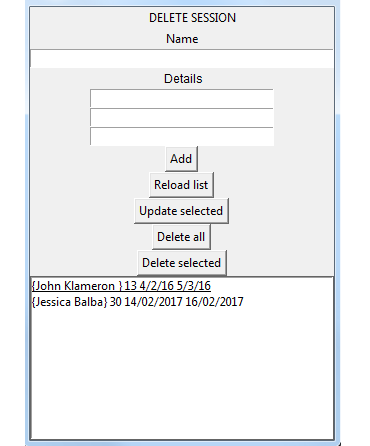 DELETE SESSION
Name
Details
Add
Reload list
Update selected
Delete all
Delete selected
{John Klameron } 13 4/2/16 5/3/16
{Jessica Balba} 30 14/02/2017 16/02/2017